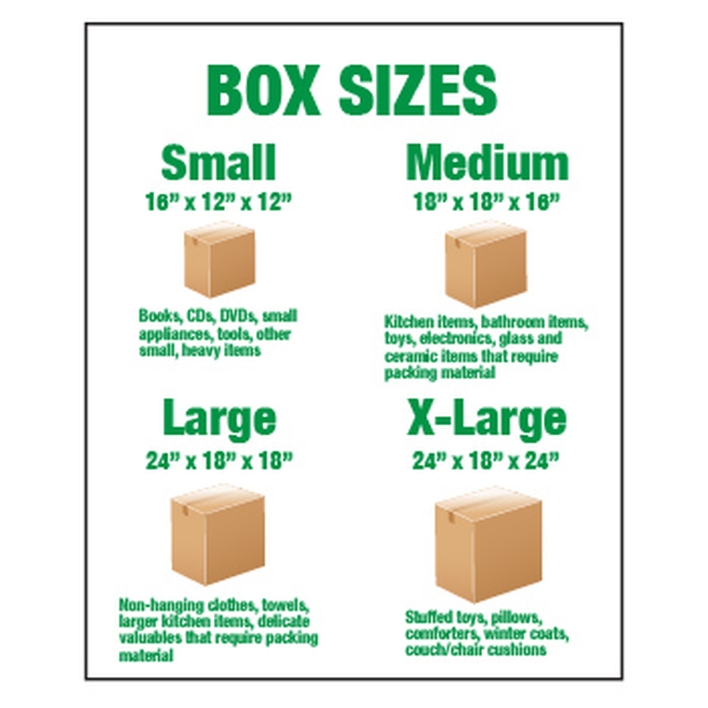 BOX SIZES
Small
16” x 12” x 12”
Books, CDs, DVDs, small
appliances, tools, other
small, heavy items
Medium
18” x 18” x 16”
Kitchen items, bathroom items,
toys, electronics, glass and
ceramic items that require
packing material
Large
24” x 18” x 18”
Non-hanging clothes, towels,
larger kitchen items, delicate
valuables that require packing
material
X-Large
24” x 18” x 24”
Stuffed toys, pillows,
comforters, winter coats,
couch/chair cushions